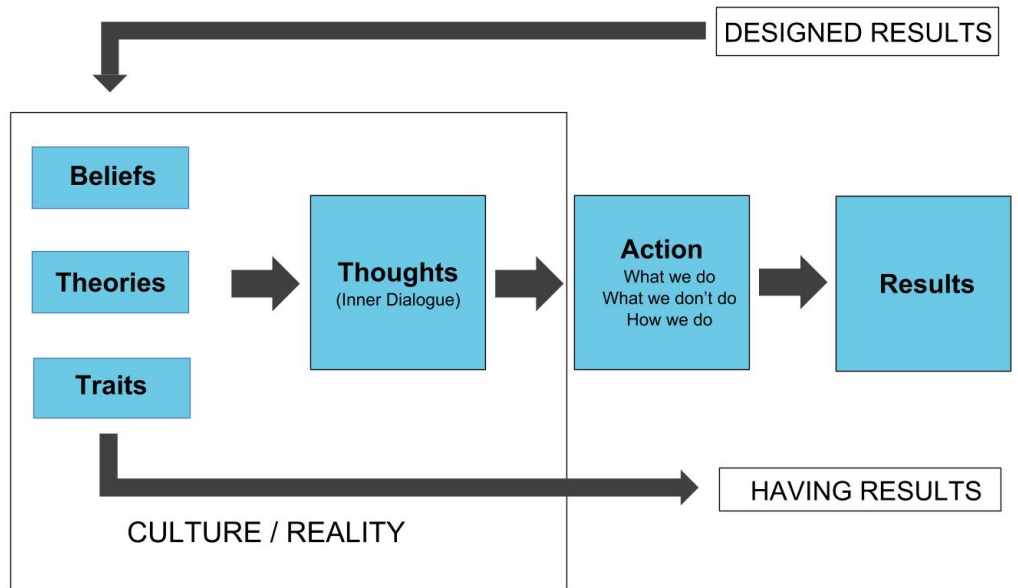 DESIGNED RESULTS
Beliefs
Theories
Traits
Thoughts
(Inner Dialogue)
Action
What we do
What we don't do
How we do
Results
HAVING RESULTS
CULTURE / REALITY